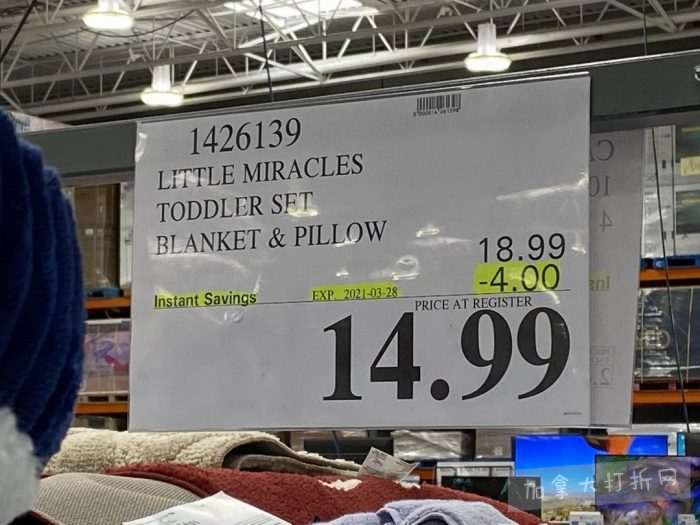 1426139
LITTLE MIRACLES
TODDLER SET
BLANKET & PILLOW
18.99
-4.00
Instant Savings EXP. 2021-03-28
PRICE AT REGISTER
14.99
加拿大打折网